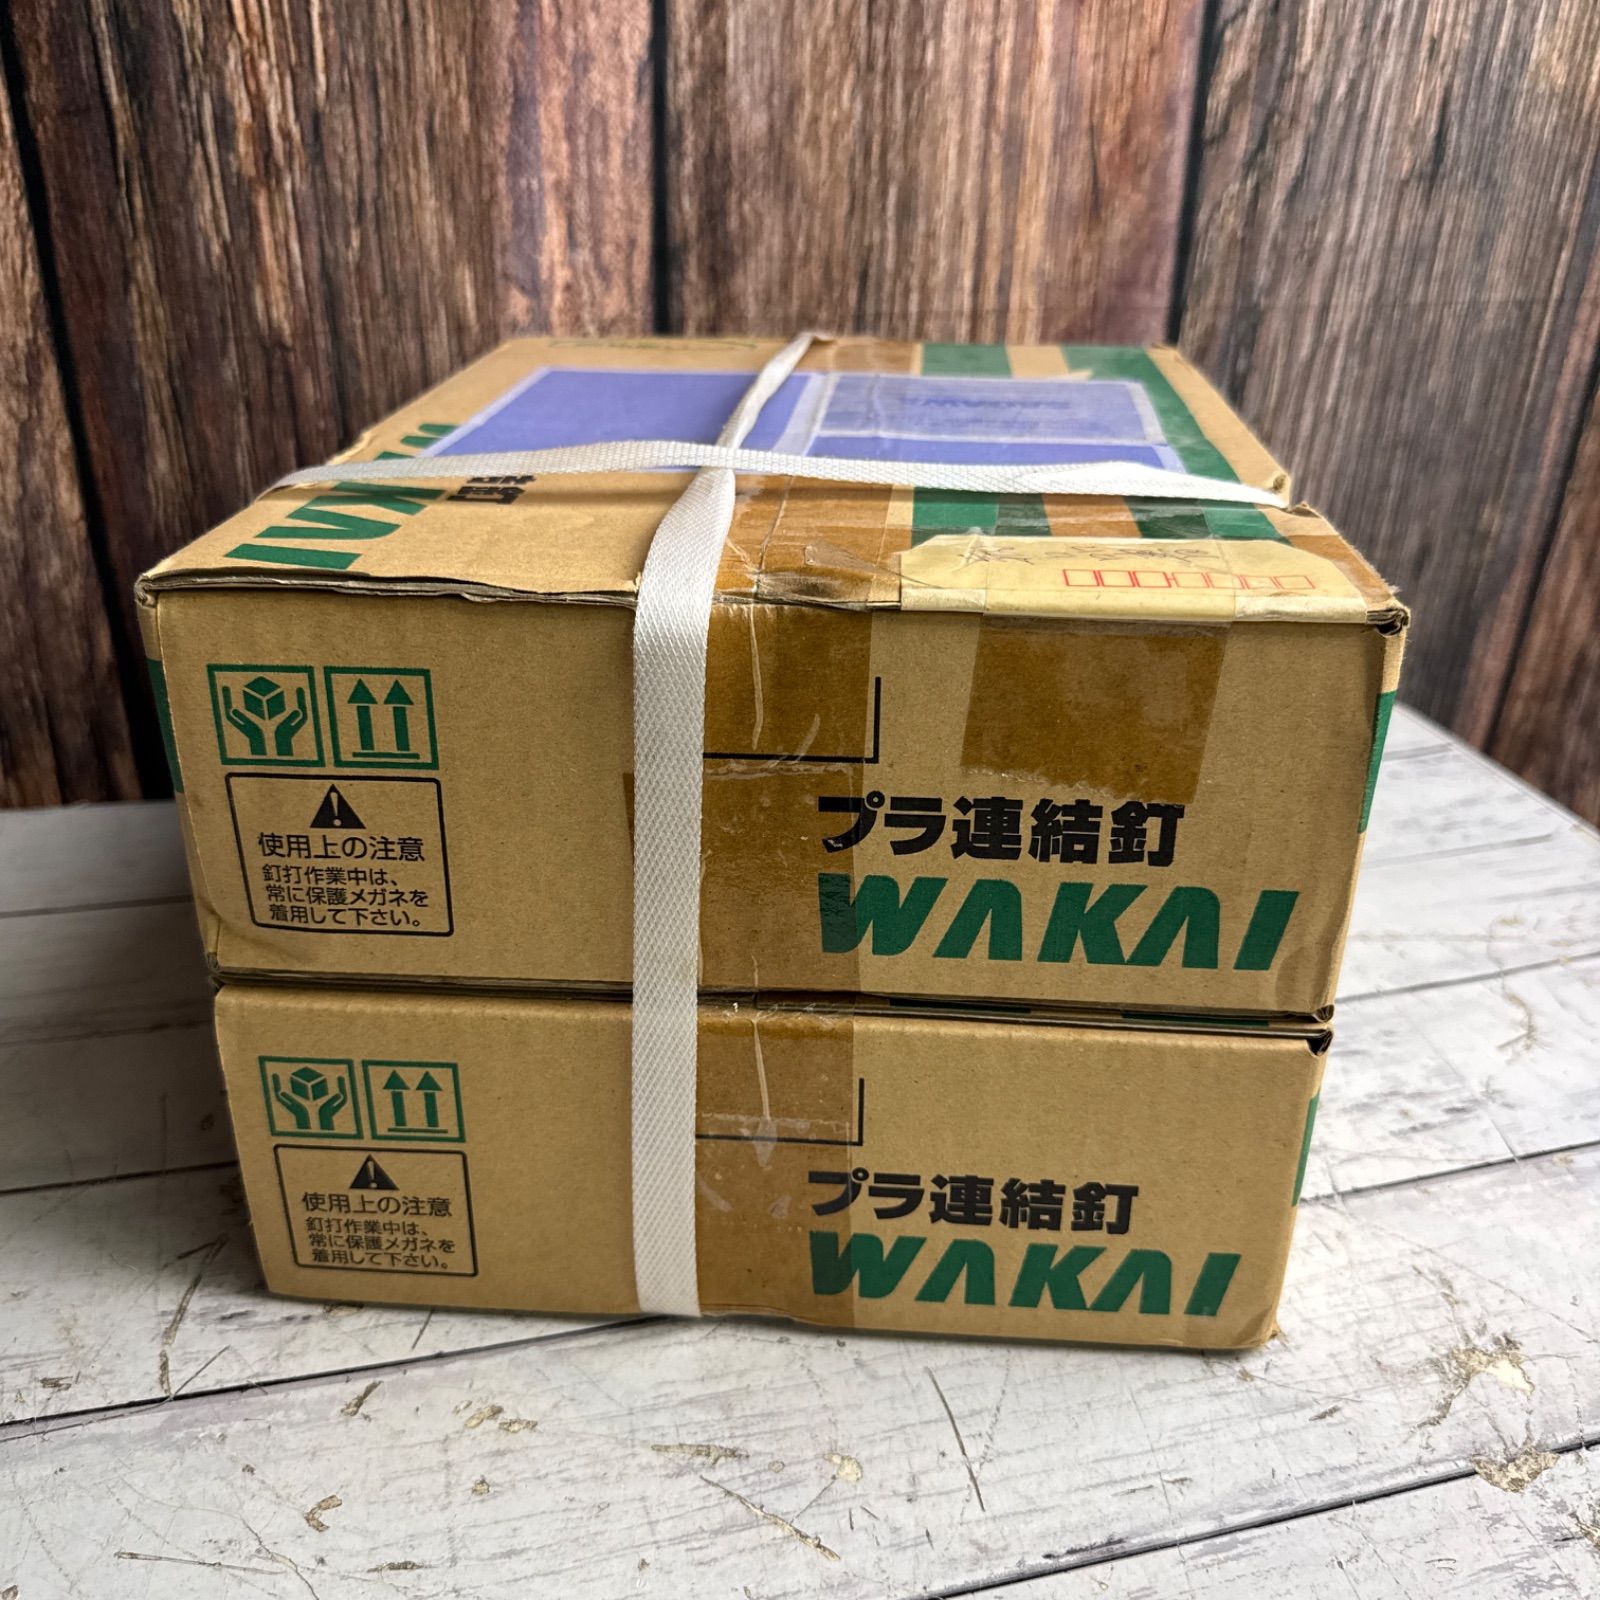 WAKAI
使用上の注意
釘打作業中は、
常に保護メガネを
着用して下さい。
プラ連結釘
WAKAI
使用上の注意
釘打作業中は、
常に保護メガネを
着用して下さい。
プラ連結釘
WAKAI